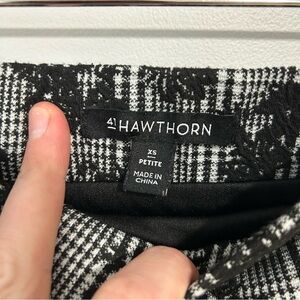 41 HAWTHORN
XS
PETITE
MADE IN
CHINA